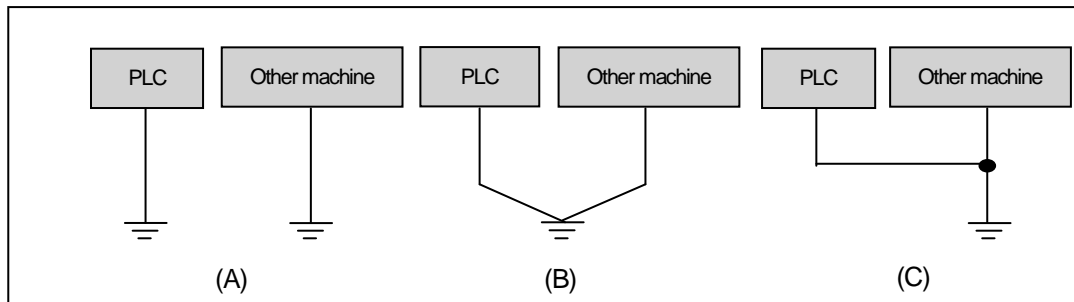 PLC Other machine PLC Other machine PLC Other machine
(A) (B) (C)